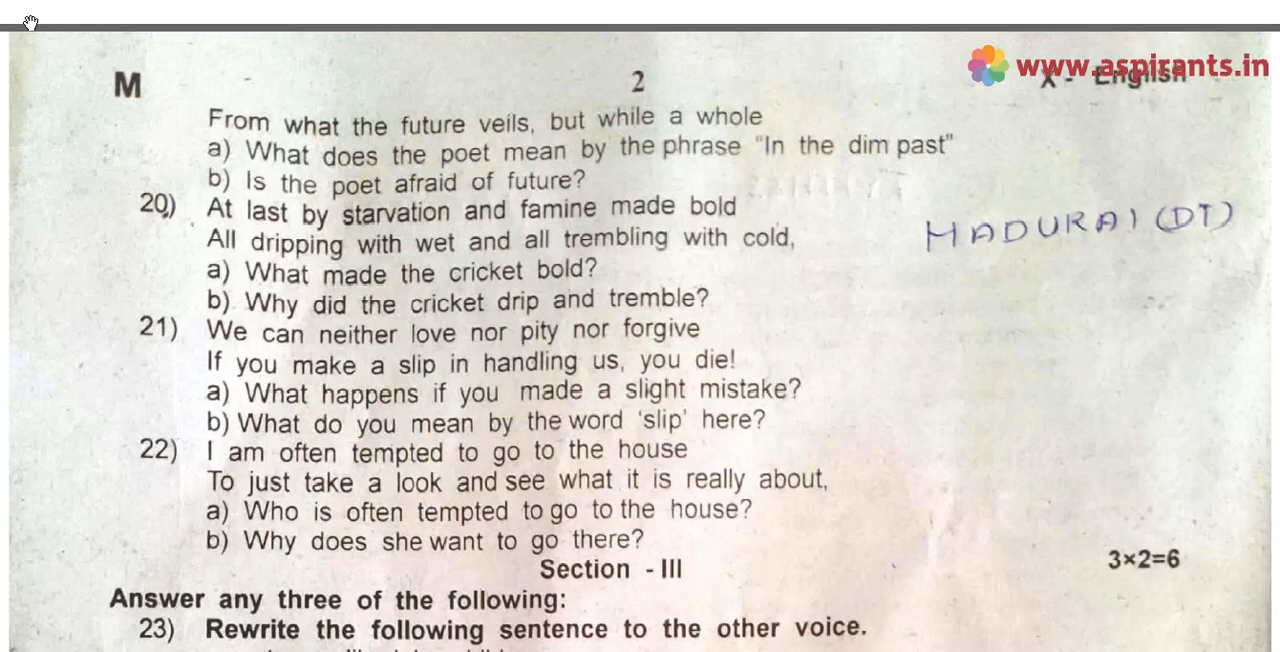 www.aspirants.in
M 2 X - English
From what the future veils, but while a whole
a) What does the poet mean by the phrase “In the dim past”
b) Is the poet afraid of future?
MADURAI (DT)
20) At last by starvation and famine made bold
All dripping with wet and all trembling with cold,
a) What made the cricket bold?
b) Why did the cricket drip and tremble?
21) We can neither love nor pity nor forgive
If you make a slip in handling us, you die!
a) What happens if you made a slight mistake?
b) What do you mean by the word ‘slip’ here?
22) I am often tempted to go to the house
To just take a look and see what it is really about,
a) Who is often tempted to go to the house?
b) Why does she want to go there?
Section - III 3×2=6
Answer any three of the following:
23) Rewrite the following sentence to the other voice.